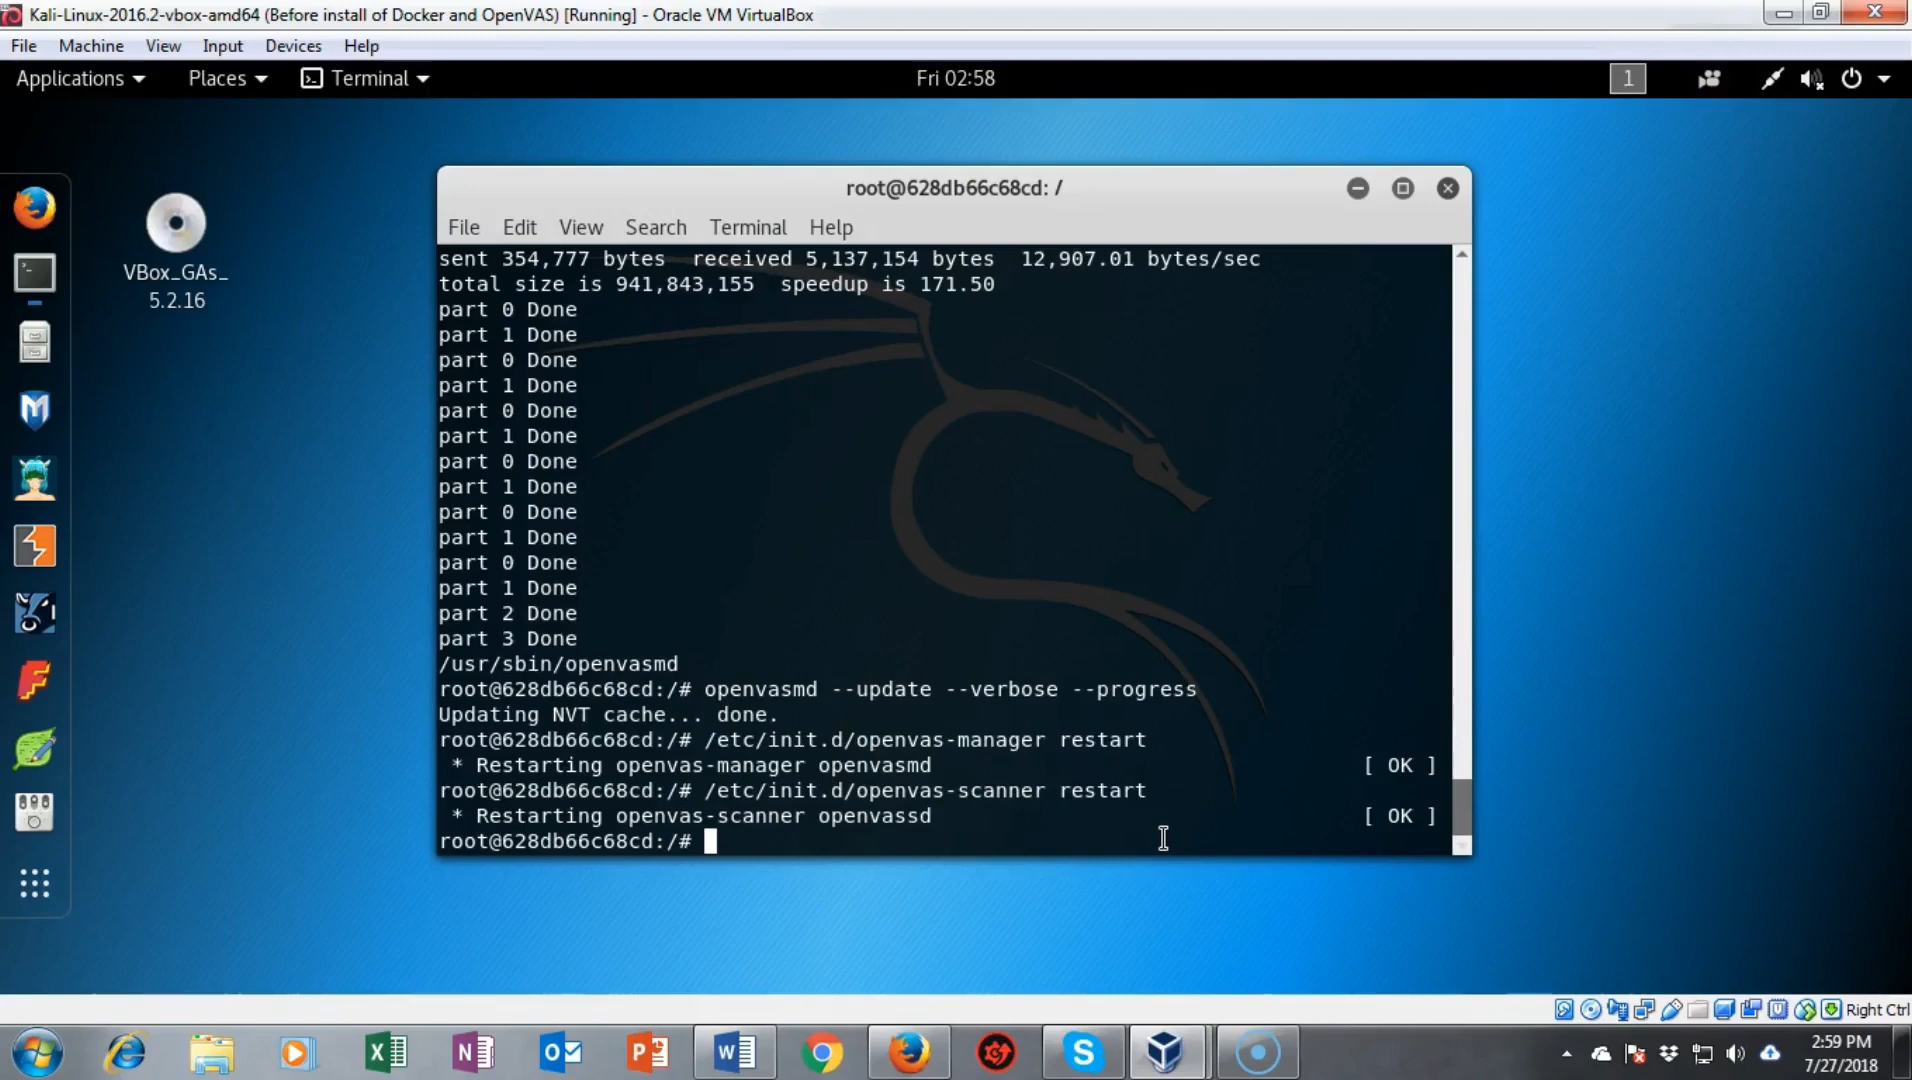 Kali-Linux-2016.2-vbox-amd64 (Before install of Docker and OpenVAS) [Running] - Oracle VM VirtualBox
File Machine View Input Devices Help
Applications Places Terminal Fri 02:58 1
VBox_GAs_
5.2.16
root@628db66c68cd: /
File Edit View Search Terminal Help
sent 354,777 bytes  received 5,137,154 bytes  12,907.01 bytes/sec
total size is 941,843,155  speedup is 171.50
part 0 Done
part 1 Done
part 0 Done
part 1 Done
part 0 Done
part 1 Done
part 0 Done
part 1 Done
part 0 Done
part 1 Done
part 0 Done
part 1 Done
part 2 Done
part 3 Done
/usr/sbin/openvasmd
root@628db66c68cd:/# openvasmd --update --verbose --progress
Updating NVT cache... done.
root@628db66c68cd:/# /etc/init.d/openvas-manager restart
 * Restarting openvas-manager openvasmd [ OK ]
root@628db66c68cd:/# /etc/init.d/openvas-scanner restart
 * Restarting openvas-scanner openvassd [ OK ]
root@628db66c68cd:/#
Right Ctrl
2:59 PM
7/27/2018